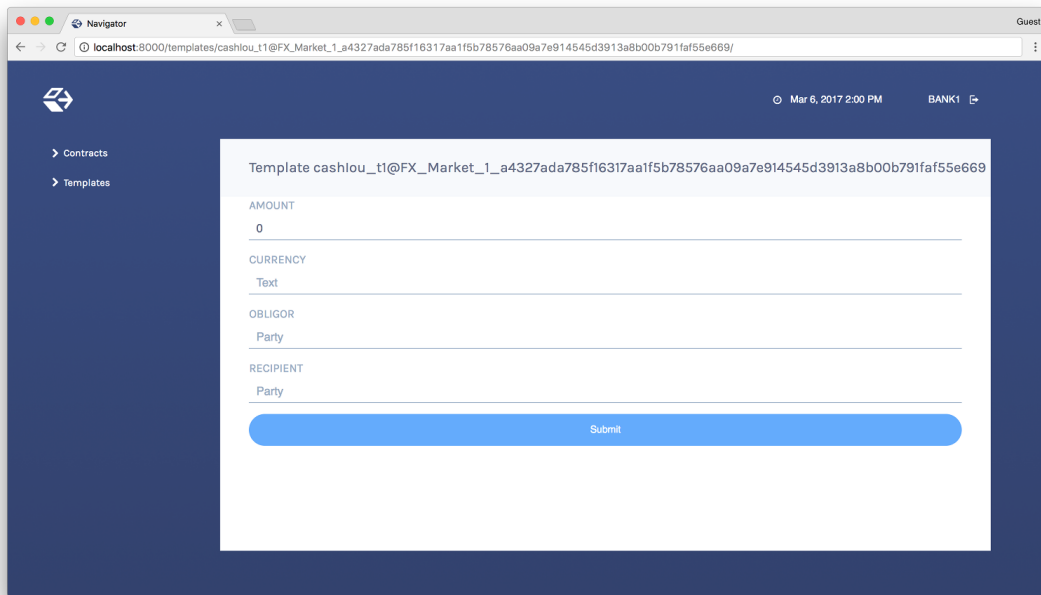 Navigator
Guest
localhost:8000/templates/cashIou_t1@FX_Market_1_a4327ada785f16317aa1f5b78576aa09a7e914545d3913a8b00b791faf55e669/
Mar 6, 2017 2:00 PM
BANK1
Contracts
Templates
Template cashIou_t1@FX_Market_1_a4327ada785f16317aa1f5b78576aa09a7e914545d3913a8b00b791faf55e669
AMOUNT
0
CURRENCY
Text
OBLIGOR
Party
RECIPIENT
Party
Submit